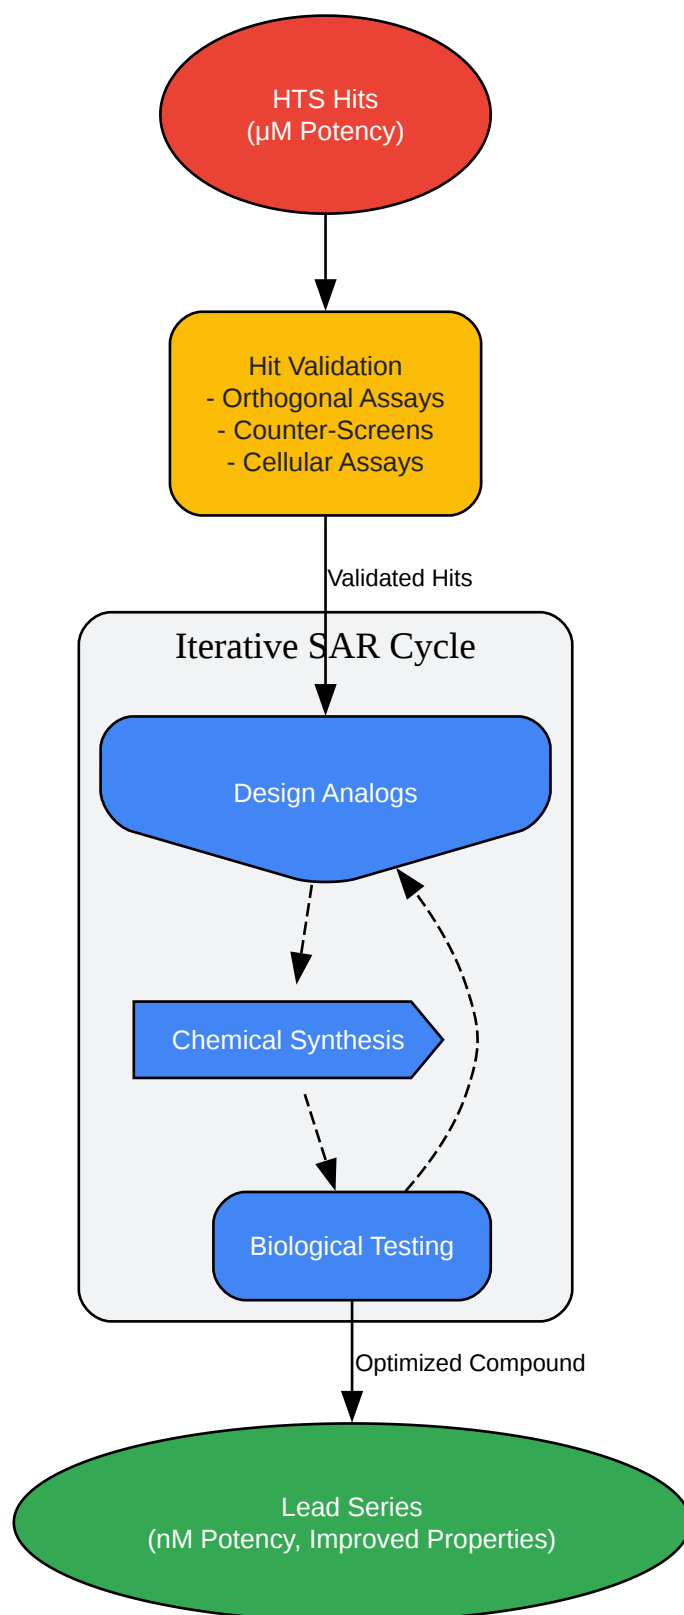 HTS Hits
(µM Potency)
Hit Validation
- Orthogonal Assays
- Counter-Screens
- Cellular Assays
Validated Hits
Iterative SAR Cycle
Design Analogs
Chemical Synthesis
Biological Testing
Optimized Compound
Lead Series
(nM Potency, Improved Properties)